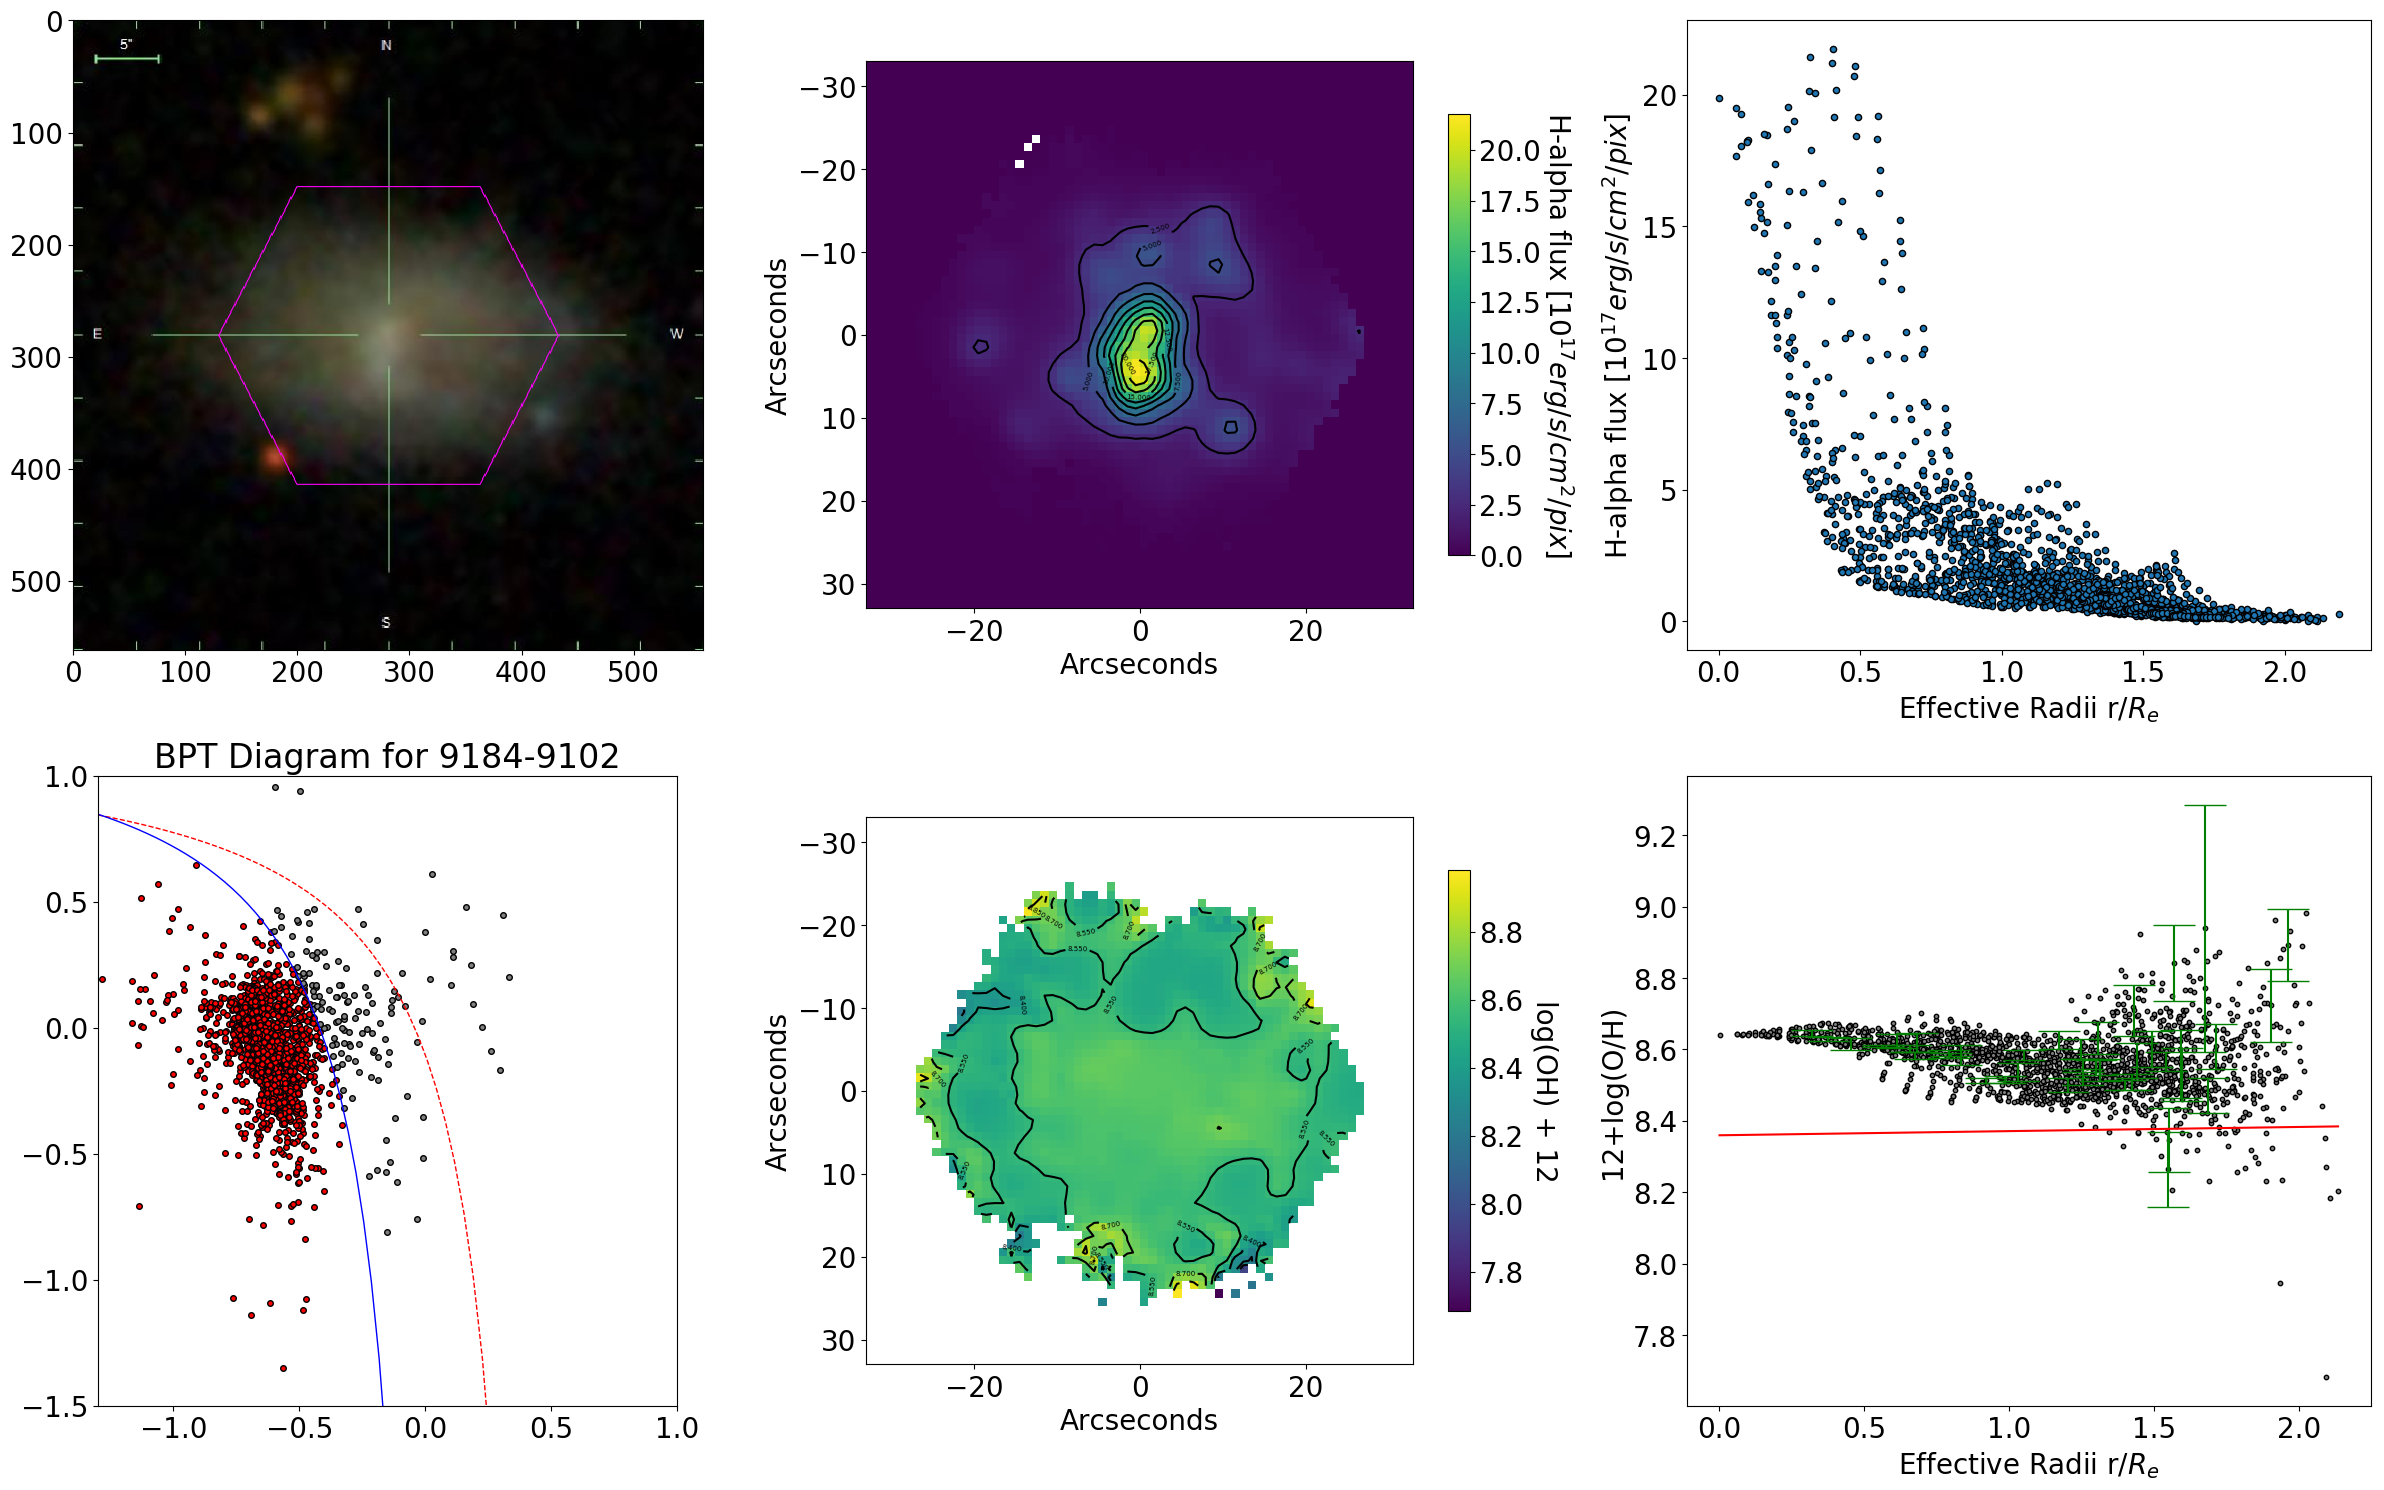 0
100
200
300
400
500
0 100 200 300 400 500
5"
N
E
W
S
−30
−20
−10
0
10
20
30
−20 0 20
Arcseconds
Arcseconds
20.0
17.5
15.0
12.5
10.0
7.5
5.0
2.5
0.0
H-alpha flux [10^17 erg/s/cm^2/pix]
H-alpha flux [10^17 erg/s/cm^2/pix]
20
15
10
5
0
0.0 0.5 1.0 1.5 2.0
Effective Radii r/R_e
BPT Diagram for 9184-9102
1.0
0.5
0.0
−0.5
−1.0
−1.5
−1.0 −0.5 0.0 0.5 1.0
−30
−20
−10
0
10
20
30
−20 0 20
Arcseconds
Arcseconds
8.8
8.6
8.4
8.2
8.0
7.8
log(OH) + 12
12+log(O/H)
9.2
9.0
8.8
8.6
8.4
8.2
8.0
7.8
0.0 0.5 1.0 1.5 2.0
Effective Radii r/R_e